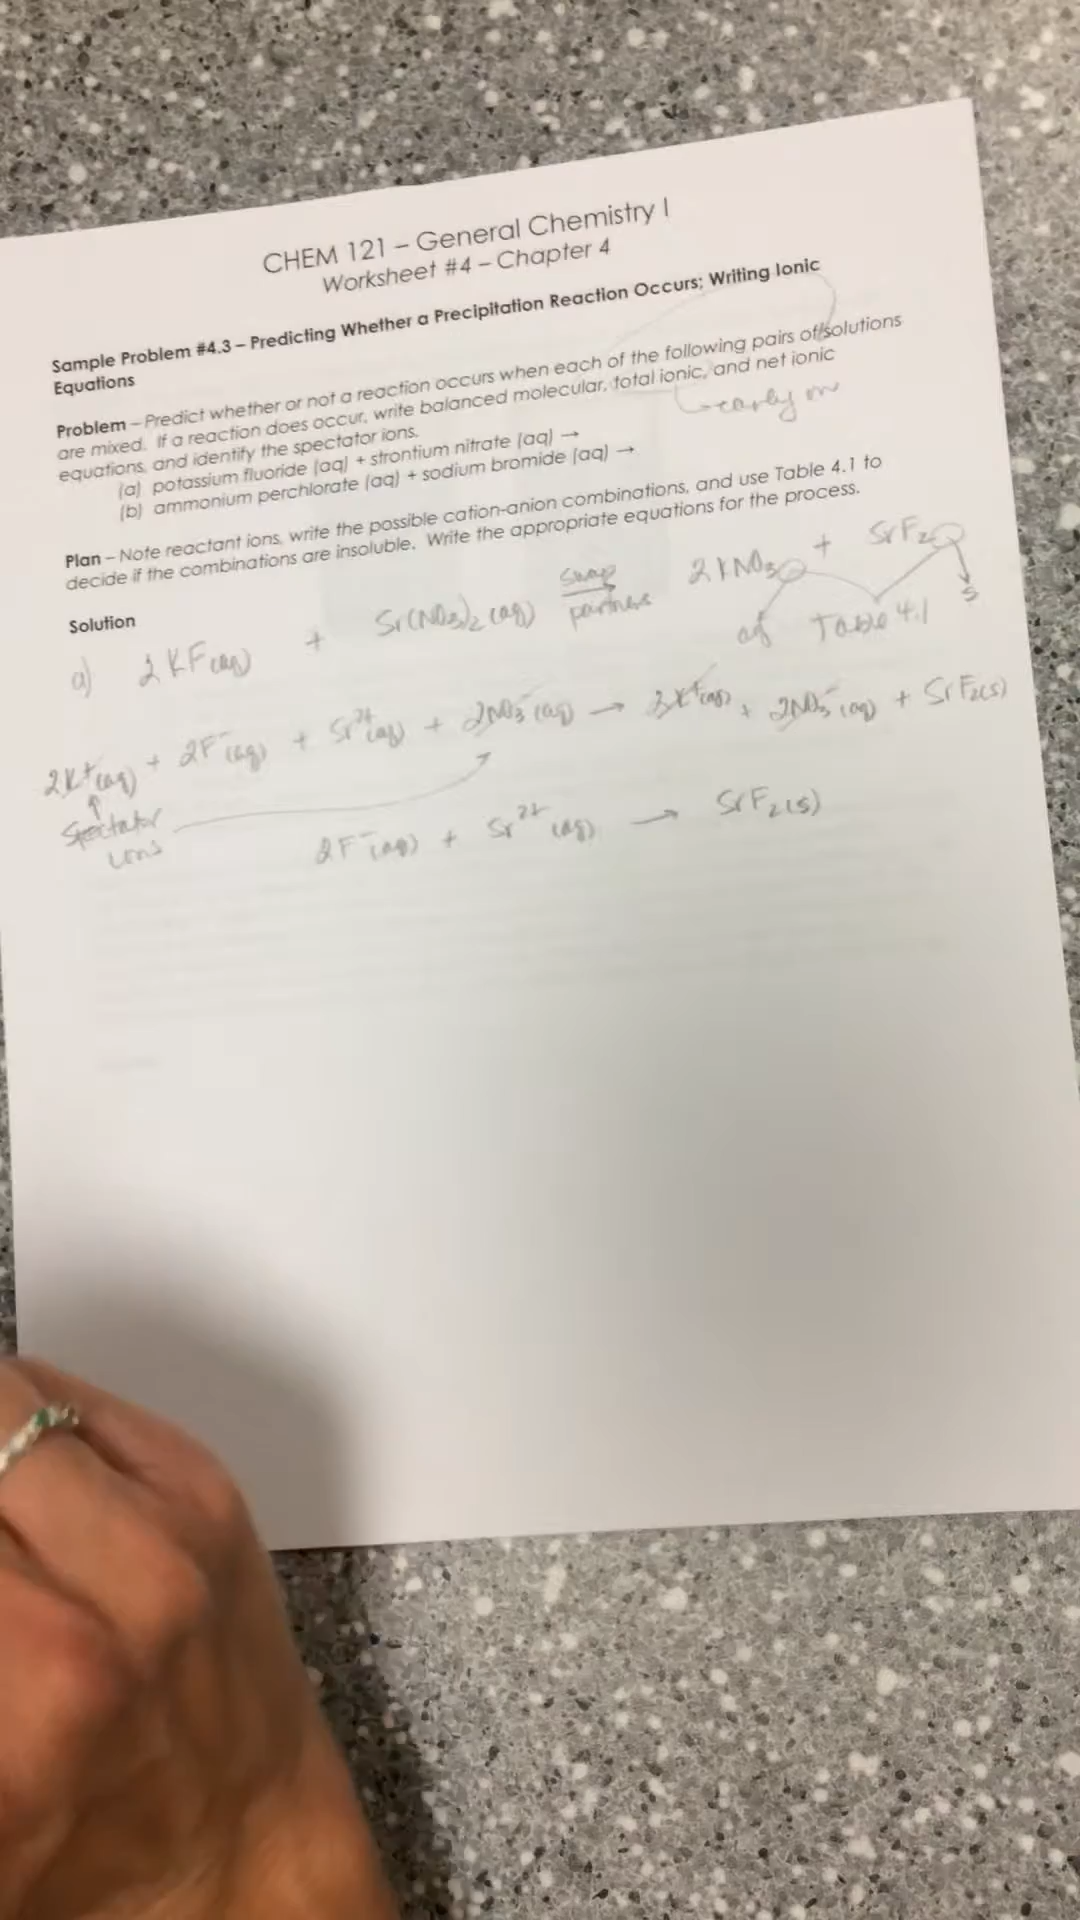 CHEM 121 – General Chemistry I
Worksheet #4 – Chapter 4
Sample Problem #4.3 – Predicting Whether a Precipitation Reaction Occurs; Writing Ionic
Equations
Problem – Predict whether or not a reaction occurs when each of the following pairs of solutions
are mixed. If a reaction does occur, write balanced molecular, total ionic, and net ionic
equations, and identify the spectator ions.
early on
(a) potassium fluoride (aq) + strontium nitrate (aq) →
(b) ammonium perchlorate (aq) + sodium bromide (aq) →
Plan – Note reactant ions, write the possible cation-anion combinations, and use Table 4.1 to
decide if the combinations are insoluble. Write the appropriate equations for the process.
Solution
a) 2KF(aq) + Sr(NO₃)₂(aq) swap partners → 2KNO₃ + SrF₂
aq Table 4.1 s
2K⁺(aq) + 2F⁻(aq) + Sr²⁺(aq) + 2NO₃⁻(aq) → 2K⁺(aq) + 2NO₃⁻(aq) + SrF₂(s)
Spectator
ions
2F⁻(aq) + Sr²⁺(aq) → SrF₂(s)